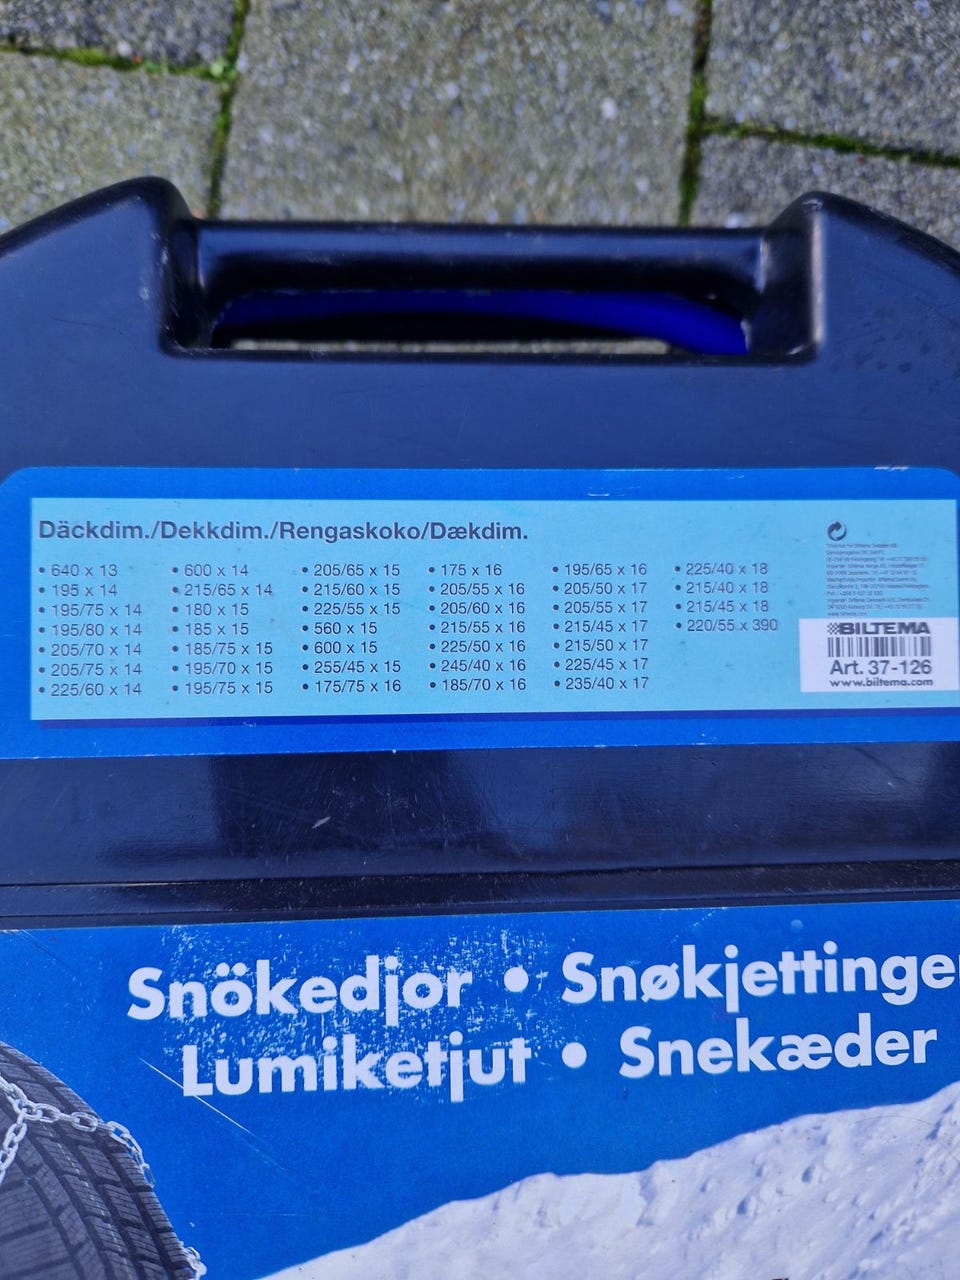 Däckdim./Dekkdim./Rengaskoko/Dækdim.
• 640 x 13
• 195 x 14
• 195/75 x 14
• 195/80 x 14
• 205/70 x 14
• 205/75 x 14
• 225/60 x 14
• 600 x 14
• 215/65 x 14
• 180 x 15
• 185 x 15
• 185/75 x 15
• 195/70 x 15
• 195/75 x 15
• 205/65 x 15
• 215/60 x 15
• 225/55 x 15
• 560 x 15
• 600 x 15
• 255/45 x 15
• 175/75 x 16
• 175 x 16
• 205/55 x 16
• 205/60 x 16
• 215/55 x 16
• 225/50 x 16
• 245/40 x 16
• 185/70 x 16
• 195/65 x 16
• 205/50 x 17
• 205/55 x 17
• 215/45 x 17
• 215/50 x 17
• 225/45 x 17
• 235/40 x 17
• 225/40 x 18
• 215/40 x 18
• 215/45 x 18
• 220/55 x 390
BILTEMA
Art. 37-126
www.biltema.com
Snökedjor • Snøkjettinge
Lumiketjut • Snekæder